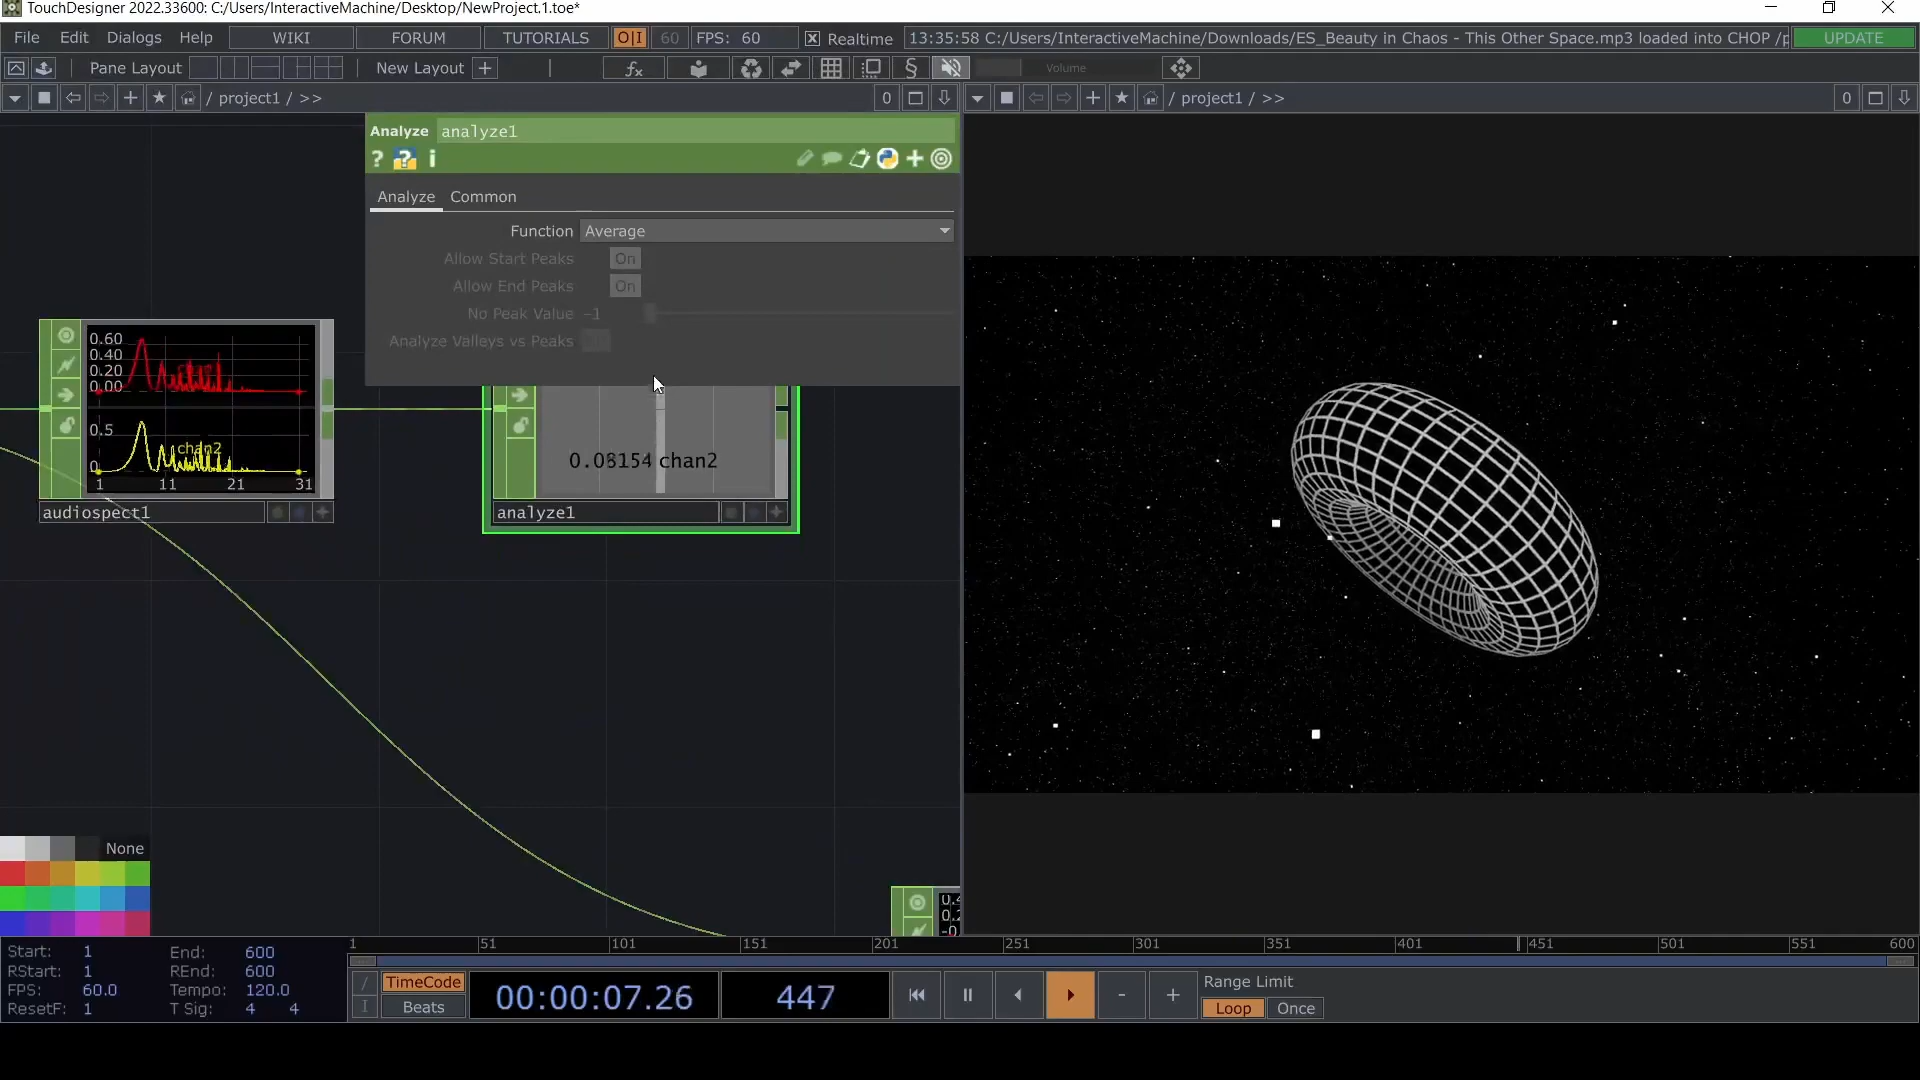 TouchDesigner 2022.33600: C:/Users/InteractiveMachine/Desktop/NewProject.1.toe*
File Edit Dialogs Help WIKI FORUM TUTORIALS O|I 60 FPS: 60 Realtime 13:35:58 C:/Users/InteractiveMachine/Downloads/ES_Beauty in Chaos - This Other Space.mp3 loaded into CHOP /p UPDATE
Pane Layout New Layout + Volume
/ project1 / >> 0 / project1 / >> 0
Analyze analyze1
? ? i
Analyze Common
Function Average
Allow Start Peaks On
Allow End Peaks On
No Peak Value -1
Analyze Valleys vs Peaks
0.60
0.40
0.20
0.00
0.5
chan2
0
1 11 21 31
audiospect1
0.08154 chan2
analyze1
None
Start: 1 End: 600
RStart: 1 REnd: 600
FPS: 60.0 Tempo: 120.0
ResetF: 1 T Sig: 4 4
1 51 101 151 201 251 301 351 401 451 501 551 600
TimeCode
Beats
00:00:07.26
447
Range Limit
Loop Once